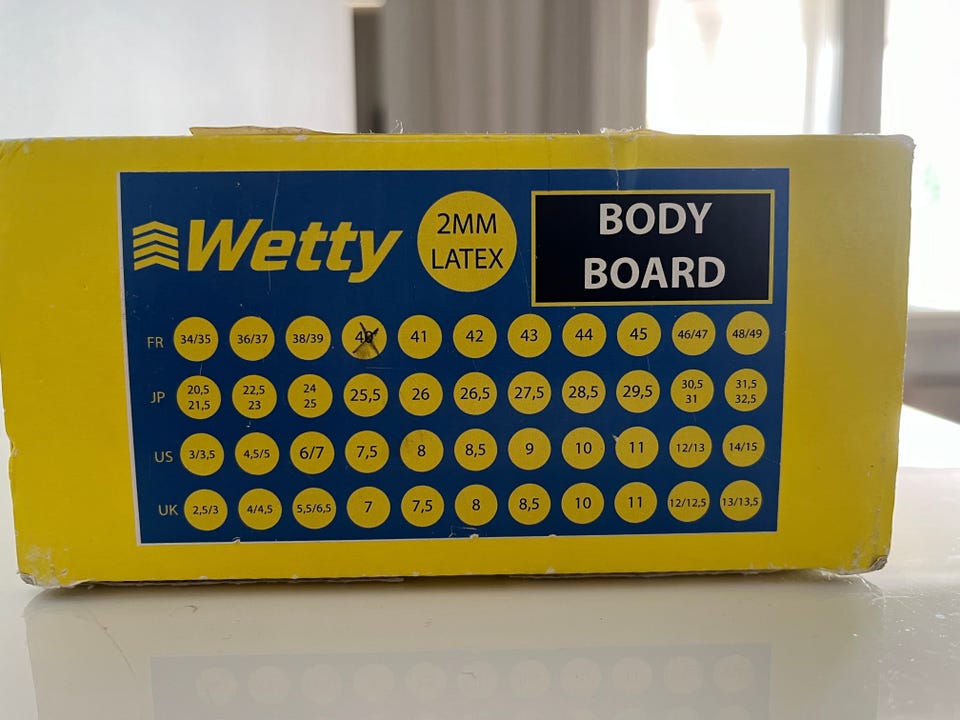 Wetty
2MM
LATEX
BODY
BOARD
FR 34/35 36/37 38/39 40 41 42 43 44 45 46/47 48/49
JP 20,5 21,5 22,5 23 24 25 25,5 26 26,5 27,5 28,5 29,5 30,5 31 31,5 32,5
US 3/3,5 4,5/5 6/7 7,5 8 8,5 9 10 11 12/13 14/15
UK 2,5/3 4/4,5 5,5/6,5 7 7,5 8 8,5 10 11 12/12,5 13/13,5